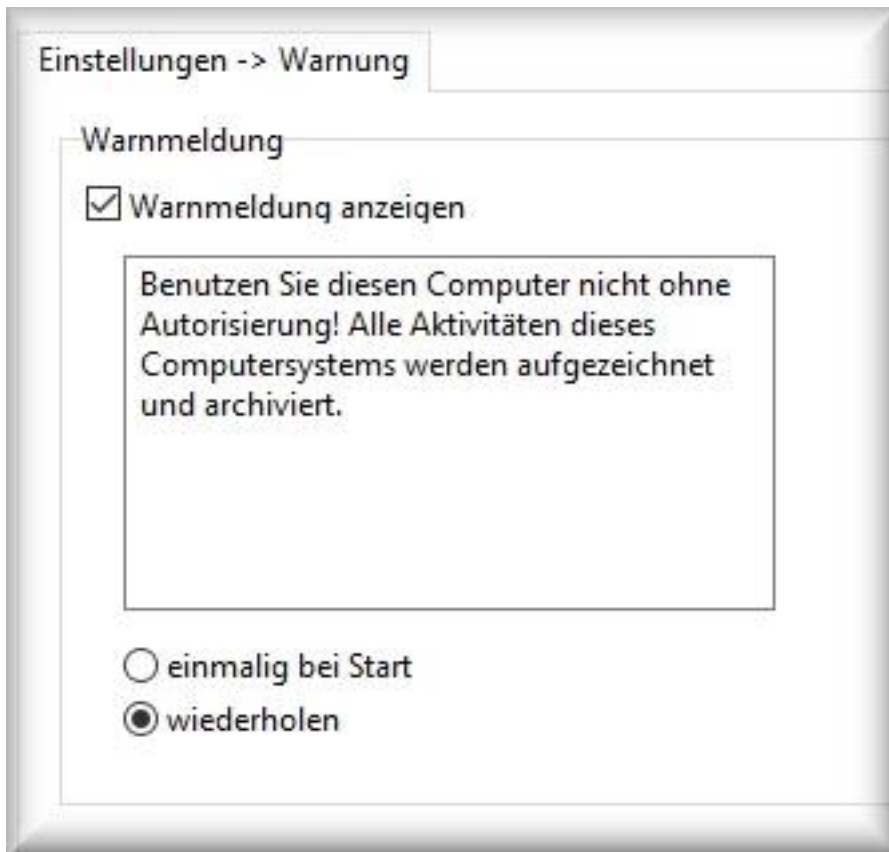 Einstellungen -> Warnung
Warnmeldung
Warnmeldung anzeigen
Benutzen Sie diesen Computer nicht ohne
Autorisierung! Alle Aktivitäten dieses
Computersystems werden aufgezeichnet
und archiviert.
einmalig bei Start
wiederholen